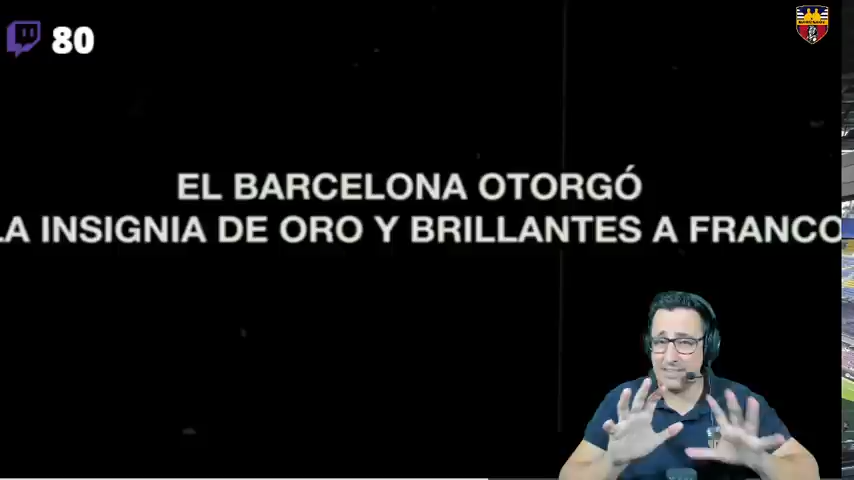 80
EL BARCELONA OTORGÓ
LA INSIGNIA DE ORO Y BRILLANTES A FRANCO